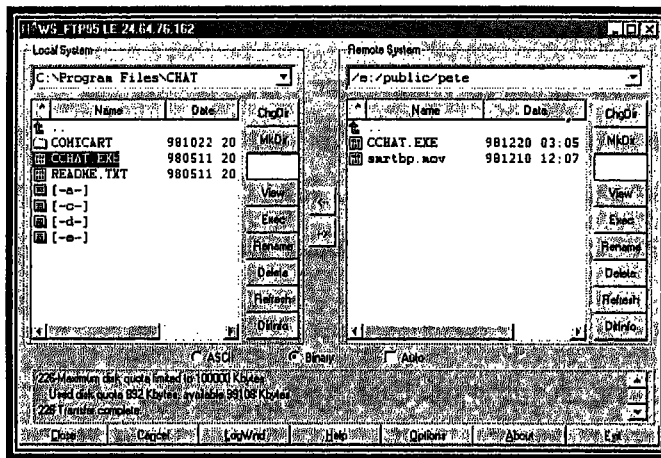 WS_FTP95 LE 24.64.76.162
Local System
Remote System
C:\Program Files\CHAT
/e:/public/pete
^ Name Date
ChgDir
^ Name Date
ChgDir
..
MkDir
..
MkDir
COMICART 981022 20
CCHAT.EXE 981220 03:05
CCHAT.EXE 980511 20
smrtbp.mov 981210 12:07
README.TXT 980511 20
[-a-]
View
View
[-c-]
<-
[-d-]
Exec
Exec
[-e-]
->
Rename
Rename
Delete
Delete
Refresh
Refresh
DirInfo
DirInfo
ASCII Binary Auto
226-Maximum disk quota limited to 100000 Kbytes
Used disk quota 892 Kbytes, available 99108 Kbytes
226 Transfer complete.
Close Cancel LogWnd Help Options About Exit